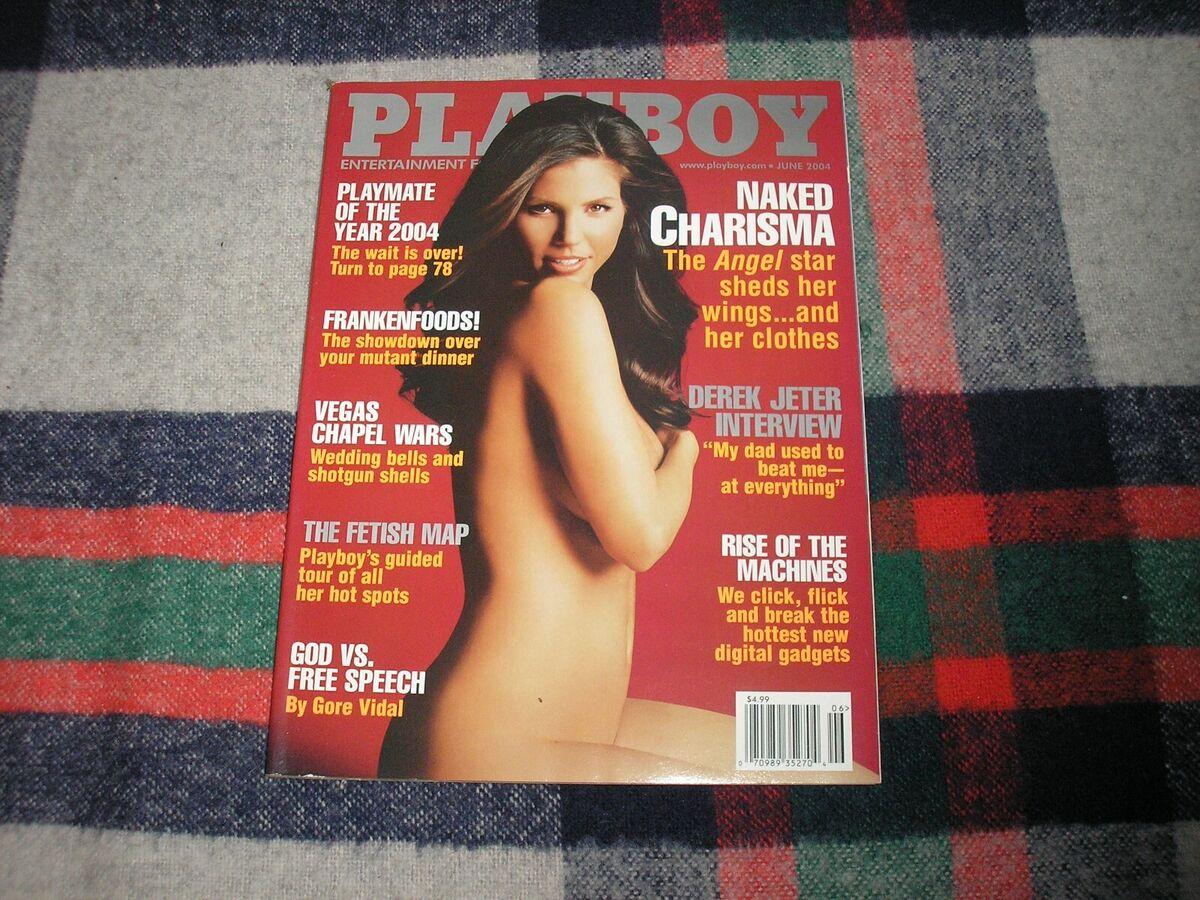 PLAYBOY
ENTERTAINMENT F
www.playboy.com • JUNE 2004
PLAYMATE
OF THE
YEAR 2004
The wait is over!
Turn to page 78
FRANKENFOODS!
The showdown over
your mutant dinner
VEGAS
CHAPEL WARS
Wedding bells and
shotgun shells
THE FETISH MAP
Playboy's guided
tour of all
her hot spots
GOD VS.
FREE SPEECH
By Gore Vidal
NAKED
CHARISMA
The Angel star
sheds her
wings...and
her clothes
DEREK JETER
INTERVIEW
“My dad used to
beat me—
at everything”
RISE OF THE
MACHINES
We click, flick
and break the
hottest new
digital gadgets
$4.99
06>
0 70989 35270 4